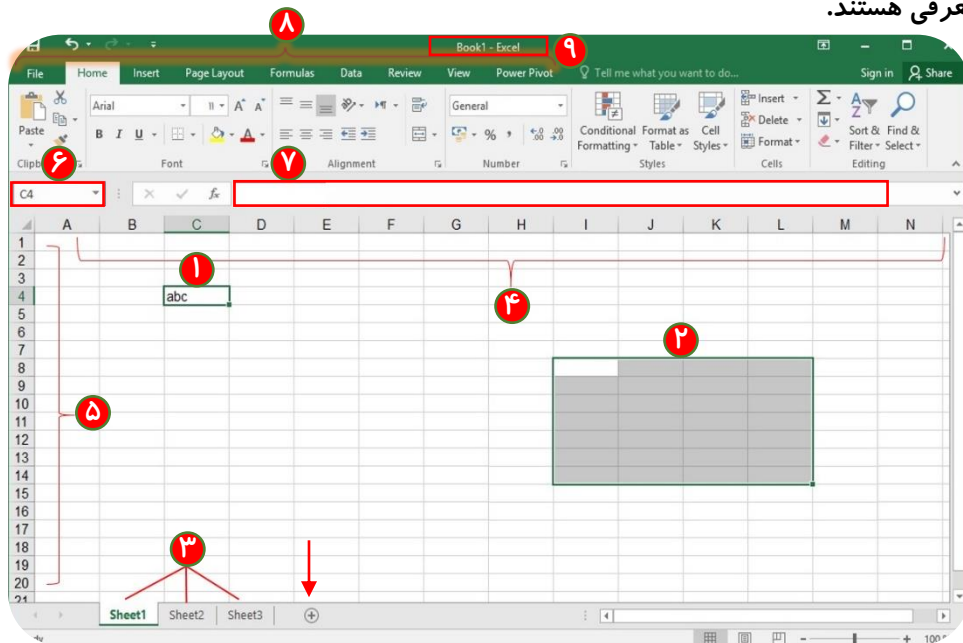 معرفی هستند.
۸
Book1 - Excel
۹
File Home Insert Page Layout Formulas Data Review View Power Pivot Tell me what you want to do... Sign in Share
Paste
Arial 11 A A
B I U A
General
% , .00
Conditional Formatting
Format as Table
Cell Styles
Insert
Delete
Format
Sort & Filter
Find & Select
۶ Font ۷ Alignment Number Styles Cells Editing
C4 fx
A B C D E F G H I J K L M N
1
2
3
۱
4 abc ۴
5
6
7 ۲
8
9
10
۵
11
12
13
14
15
16
17
18 ۳
19
20
21
Sheet1 Sheet2 Sheet3
100